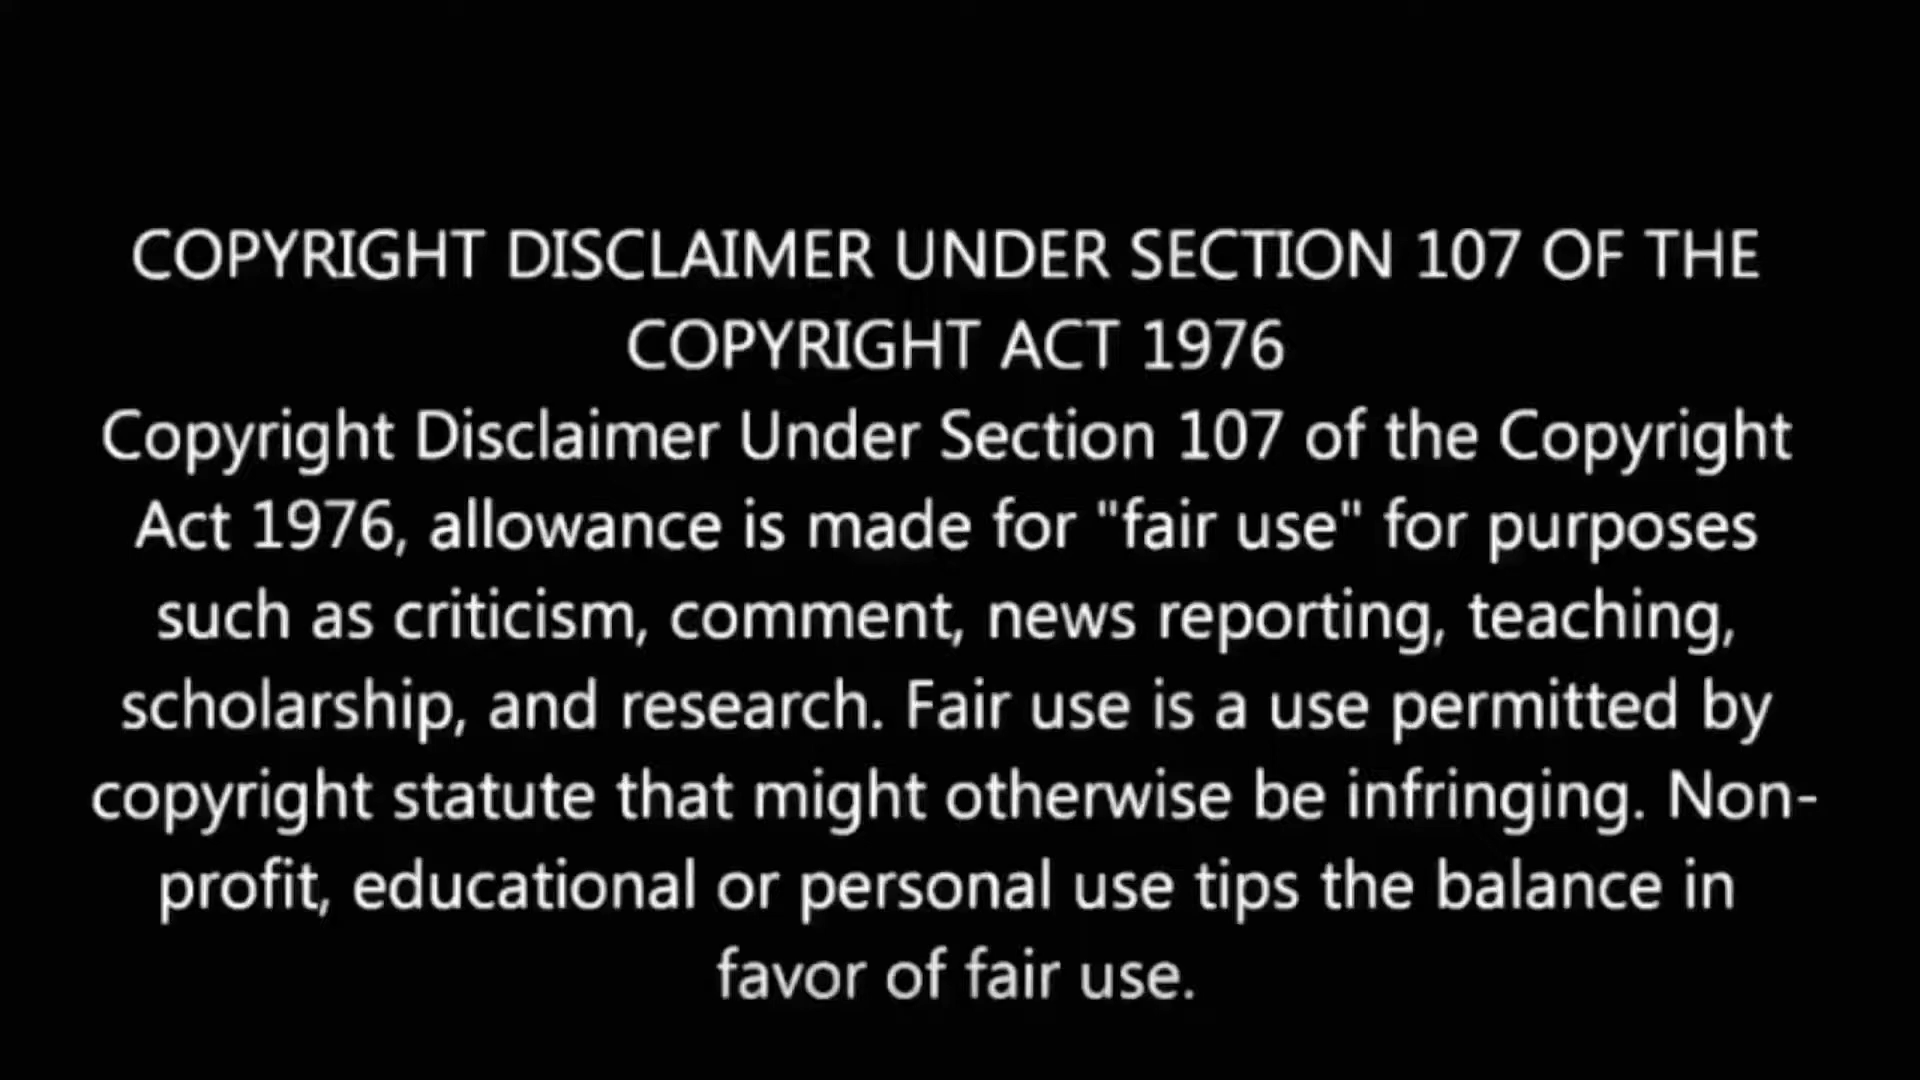 COPYRIGHT DISCLAIMER UNDER SECTION 107 OF THE
COPYRIGHT ACT 1976
Copyright Disclaimer Under Section 107 of the Copyright
Act 1976, allowance is made for "fair use" for purposes
such as criticism, comment, news reporting, teaching,
scholarship, and research. Fair use is a use permitted by
copyright statute that might otherwise be infringing. Non-
profit, educational or personal use tips the balance in
favor of fair use.